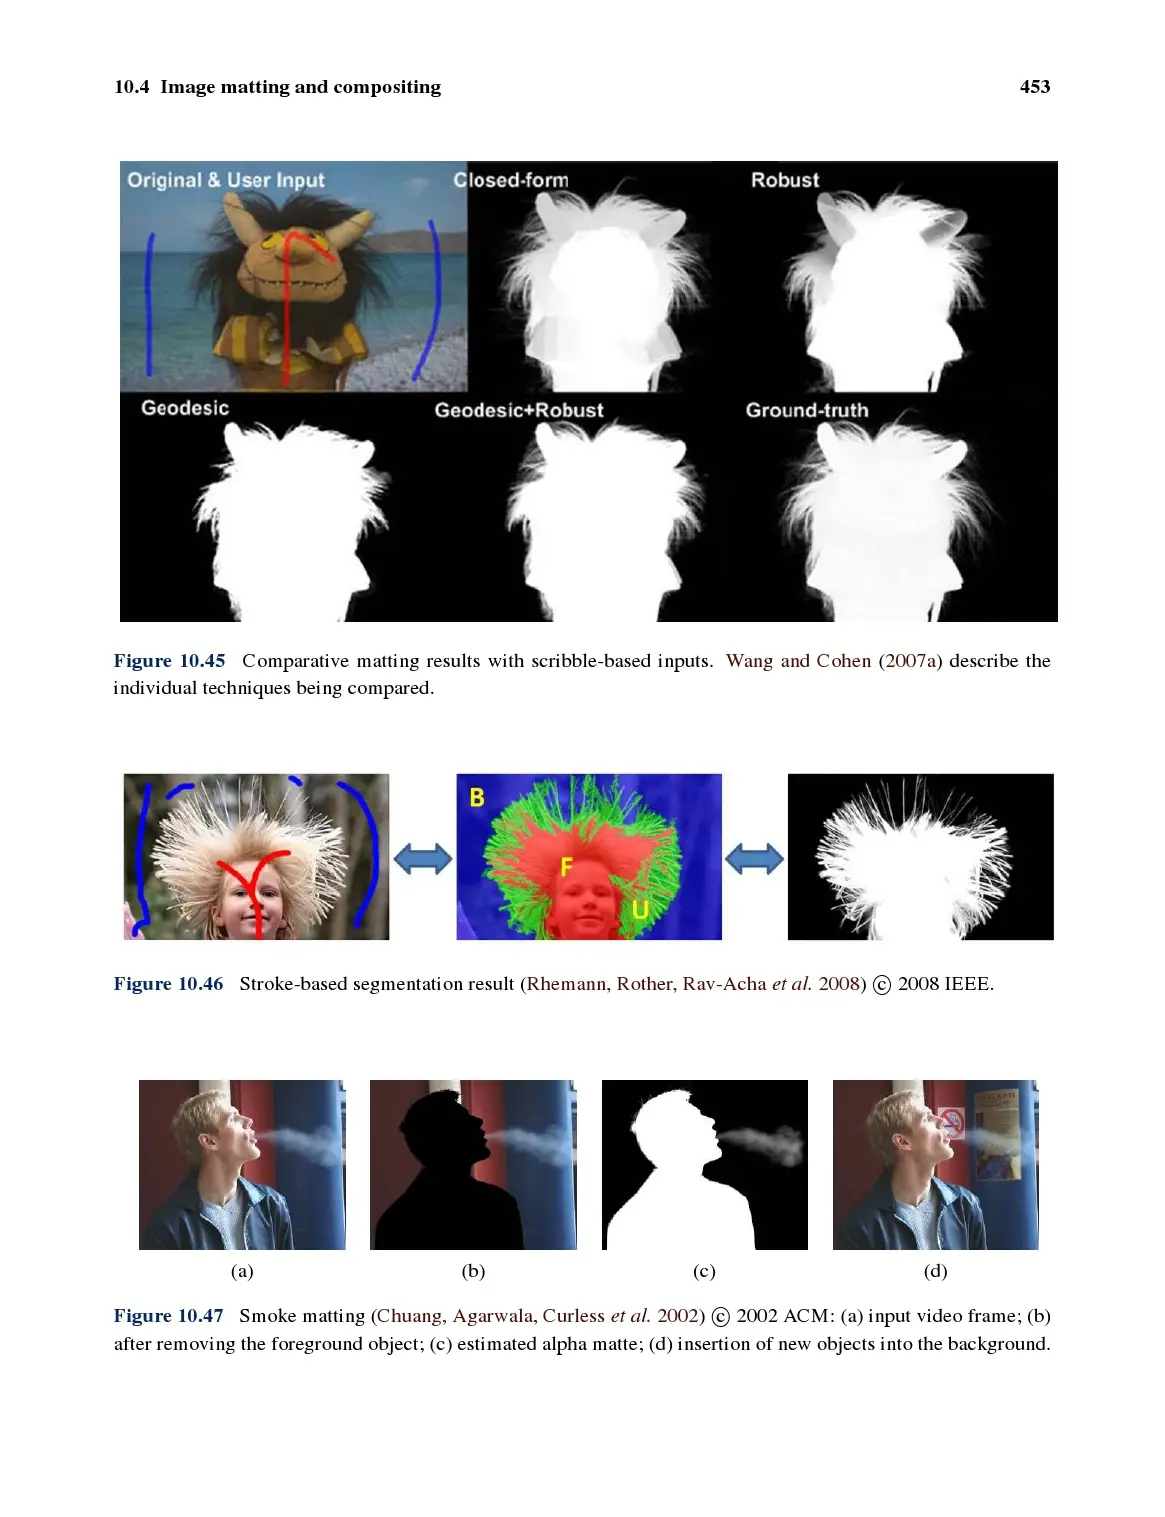 10.4 Image matting and compositing 453
Original & User Input Closed-form Robust
Geodesic Geodesic+Robust Ground-truth
Figure 10.45 Comparative matting results with scribble-based inputs. Wang and Cohen (2007a) describe the
individual techniques being compared.
B
F
U
Figure 10.46 Stroke-based segmentation result (Rhemann, Rother, Rav-Acha et al. 2008) © 2008 IEEE.
(a) (b) (c) (d)
Figure 10.47 Smoke matting (Chuang, Agarwala, Curless et al. 2002) © 2002 ACM: (a) input video frame; (b)
after removing the foreground object; (c) estimated alpha matte; (d) insertion of new objects into the background.